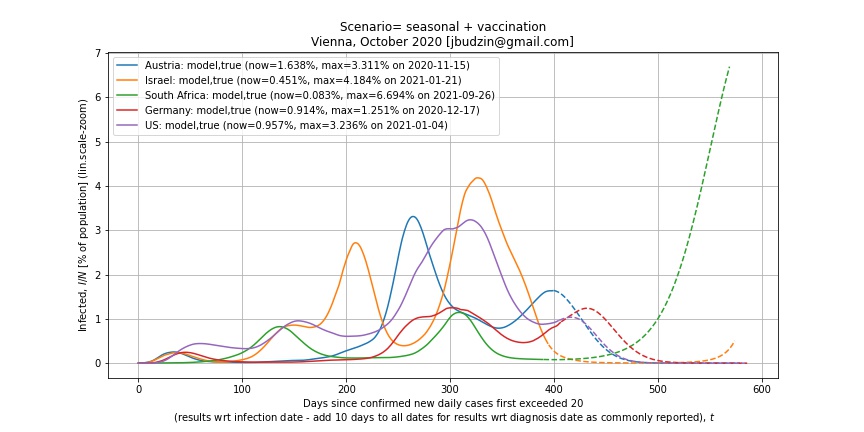 Scenario= seasonal + vaccination
Vienna, October 2020 [jbudzin@gmail.com]
Austria: model,true (now=1.638%, max=3.311% on 2020-11-15)
Israel: model,true (now=0.451%, max=4.184% on 2021-01-21)
South Africa: model,true (now=0.083%, max=6.694% on 2021-09-26)
Germany: model,true (now=0.914%, max=1.251% on 2020-12-17)
US: model,true (now=0.957%, max=3.236% on 2021-01-04)
Infected, I/N [% of population] (lin.scale-zoom)
7
6
5
4
3
2
1
0
0 100 200 300 400 500 600
Days since confirmed new daily cases first exceeded 20
(results wrt infection date - add 10 days to all dates for results wrt diagnosis date as commonly reported), t